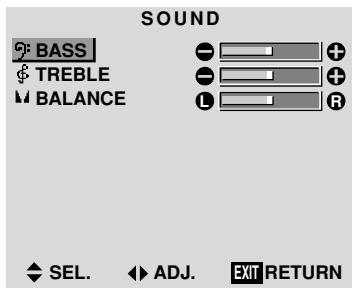 SOUND
BASS
TREBLE
BALANCE L R
SEL. ADJ. EXIT RETURN